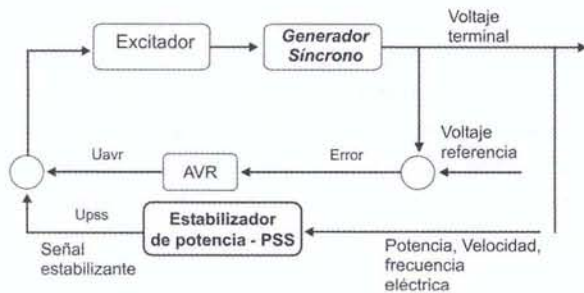 Excitador
Generador
Síncrono
Voltaje
terminal
Voltaje
referencia
Uavr
AVR
Error
Upss
Estabilizador
de potencia - PSS
Señal
estabilizante
Potencia, Velocidad,
frecuencia
eléctrica